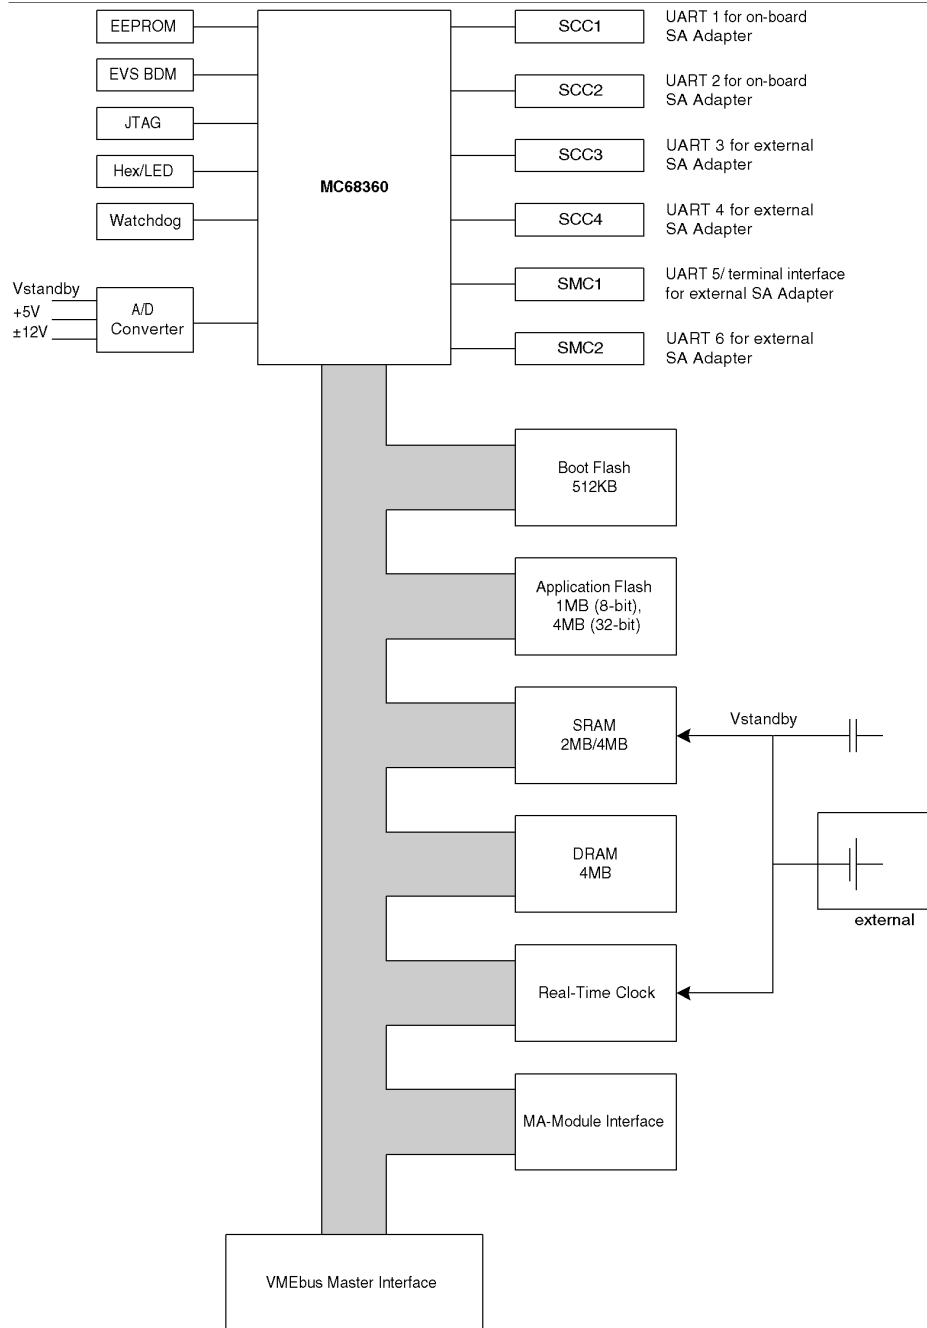 EEPROM
EVS BDM
JTAG
Hex/LED
Watchdog
Vstandby
+5V
±12V
A/D
Converter
MC68360
SCC1
UART 1 for on-board
SA Adapter
SCC2
UART 2 for on-board
SA Adapter
SCC3
UART 3 for external
SA Adapter
SCC4
UART 4 for external
SA Adapter
SMC1
UART 5/ terminal interface
for external SA Adapter
SMC2
UART 6 for external
SA Adapter
Boot Flash
512KB
Application Flash
1MB (8-bit),
4MB (32-bit)
SRAM
2MB/4MB
Vstandby
DRAM
4MB
external
Real-Time Clock
MA-Module Interface
VMEbus Master Interface